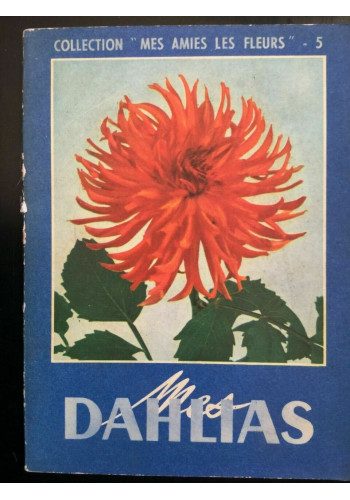 COLLECTION "MES AMIES LES FLEURS" - 5
Mes
DAHLIAS